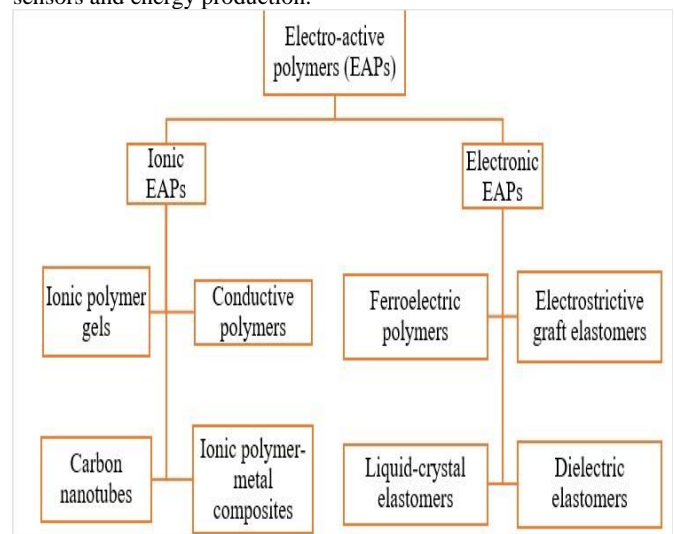 sensors and energy production.
Electro-active
polymers (EAPs)
Ionic
EAPs
Electronic
EAPs
Ionic polymer
gels
Conductive
polymers
Ferroelectric
polymers
Electrostrictive
graft elastomers
Carbon
nanotubes
Ionic polymer-
metal
composites
Liquid-crystal
elastomers
Dielectric
elastomers